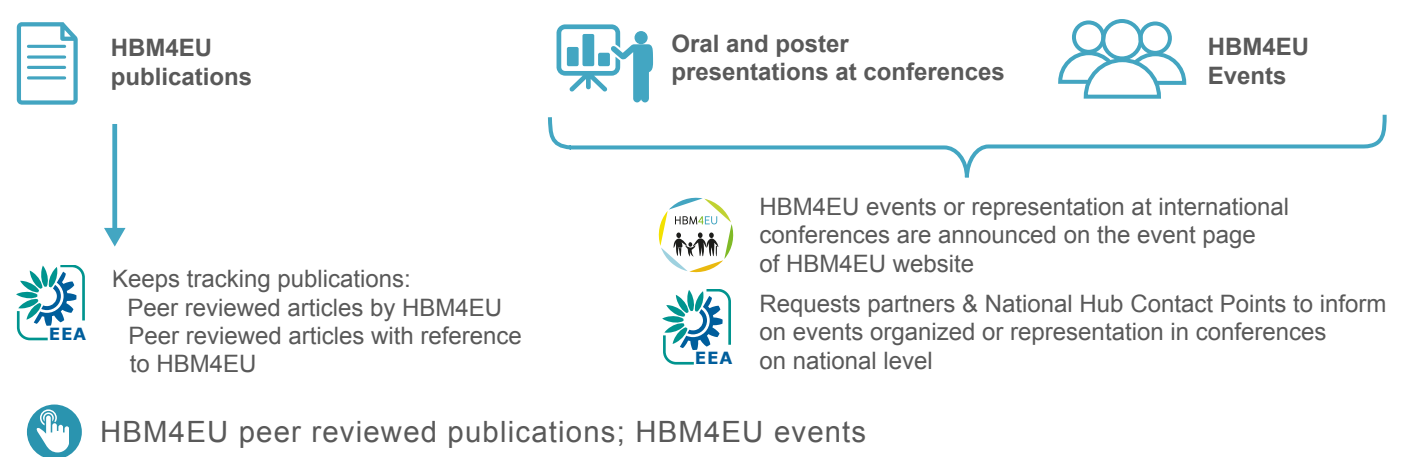 HBM4EU
publications
Oral and poster
presentations at conferences
HBM4EU
Events
HBM4EU
HBM4EU events or representation at international
conferences are announced on the event page
of HBM4EU website
EEA
Keeps tracking publications:
Peer reviewed articles by HBM4EU
Peer reviewed articles with reference
to HBM4EU
EEA
Requests partners & National Hub Contact Points to inform
on events organized or representation in conferences
on national level
HBM4EU peer reviewed publications; HBM4EU events